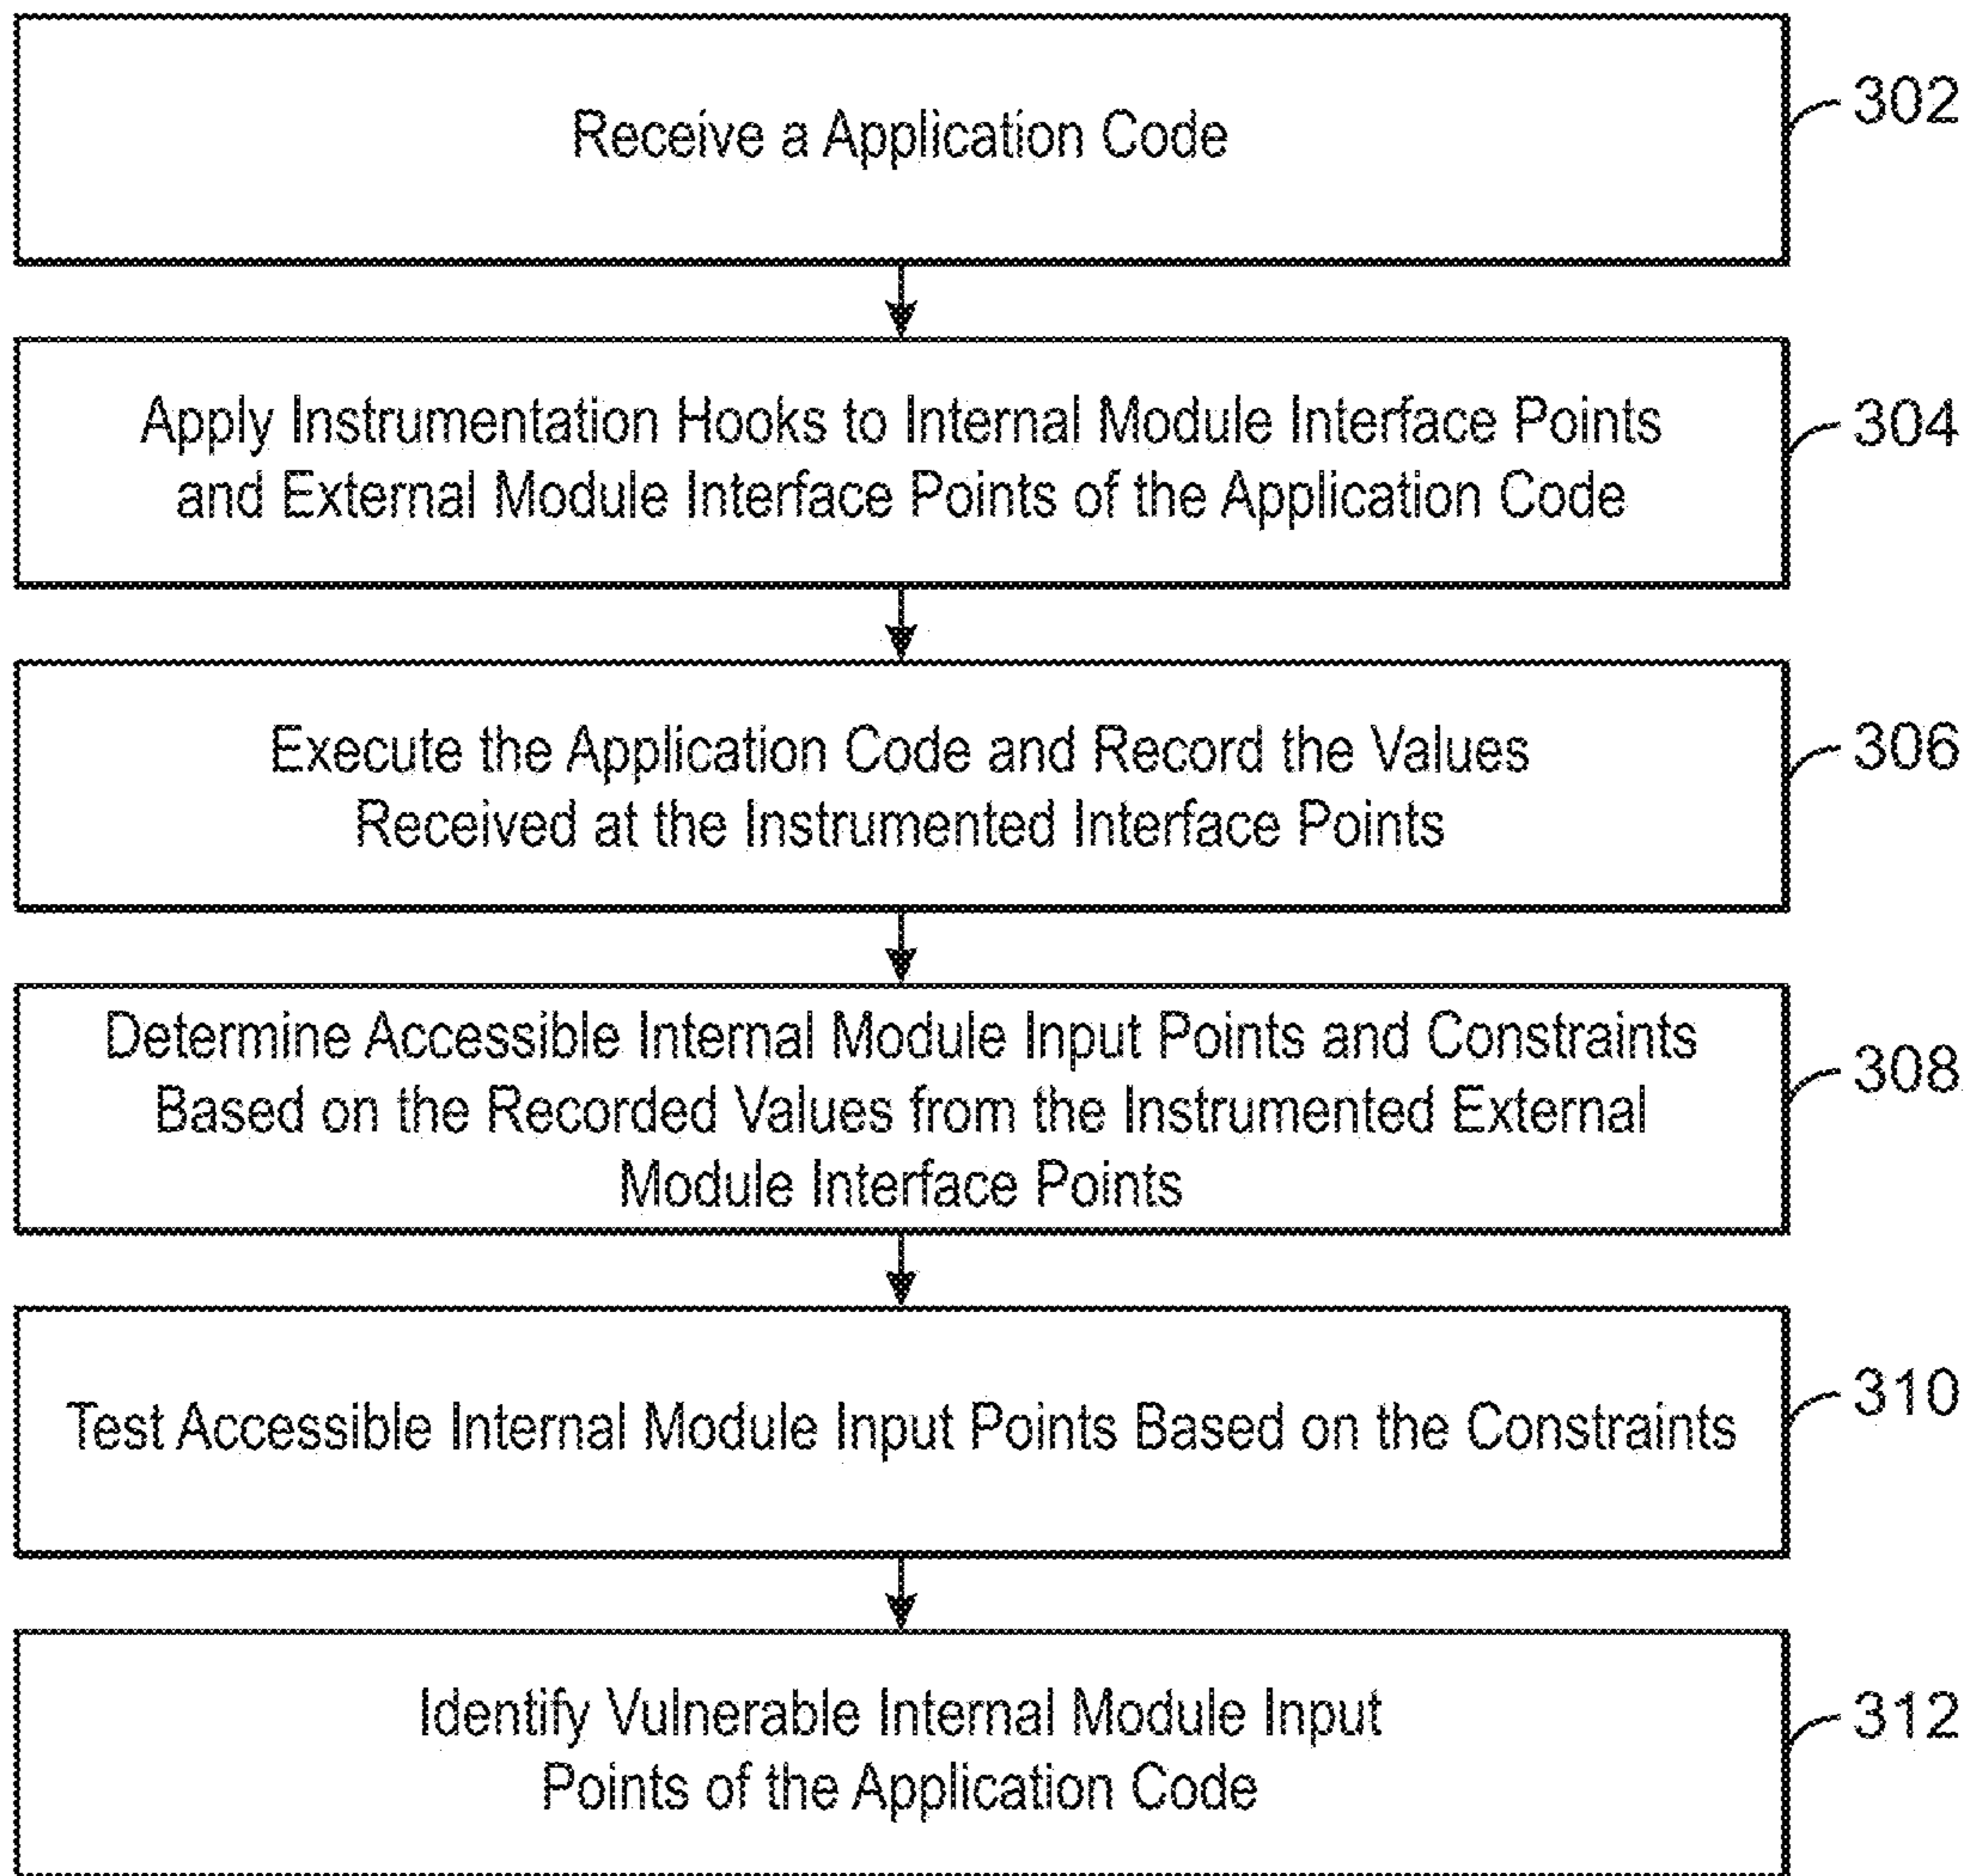 Receive a Application Code
302
Apply Instrumentation Hooks to Internal Module Interface Points
and External Module Interface Points of the Application Code
304
Execute the Application Code and Record the Values
Received at the Instrumented Interface Points
306
Determine Accessible Internal Module Input Points and Constraints
Based on the Recorded Values from the Instrumented External
Module Interface Points
308
Test Accessible Internal Module Input Points Based on the Constraints
310
Identify Vulnerable Internal Module Input
Points of the Application Code
312